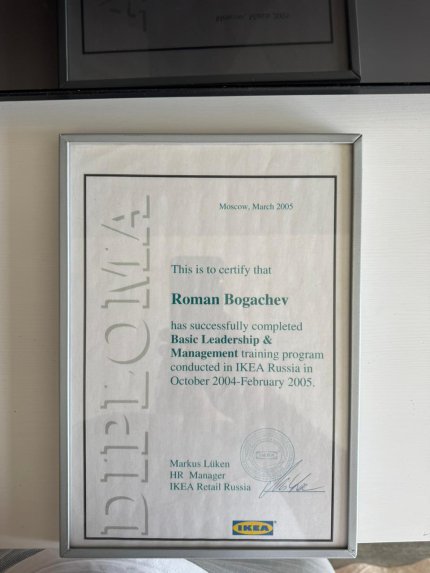 Moscow, March 2005
DIPLOMA
This is to certify that
Roman Bogachev
has successfully completed
Basic Leadership &
Management training program
conducted in IKEA Russia in
October 2004-February 2005.
Markus Lüken
HR Manager
IKEA Retail Russia
IKEA
IKEA